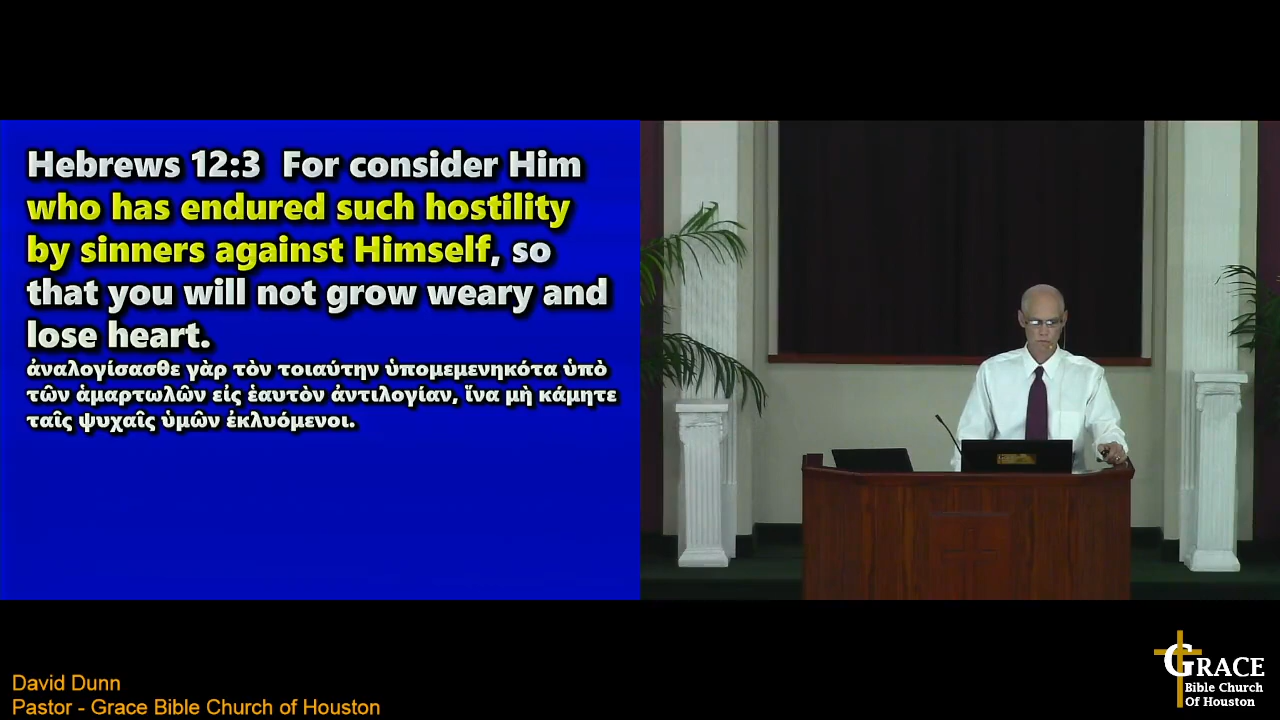 Hebrews 12:3  For consider Him
who has endured such hostility
by sinners against Himself, so
that you will not grow weary and
lose heart.
ἀναλογίσασθε γὰρ τὸν τοιαύτην ὑπομεμενηκότα ὑπὸ
τῶν ἁμαρτωλῶν εἰς ἑαυτὸν ἀντιλογίαν, ἵνα μὴ κάμητε
ταῖς ψυχαῖς ὑμῶν ἐκλυόμενοι.
David Dunn
Pastor - Grace Bible Church of Houston
GRACE
Bible Church
Of Houston